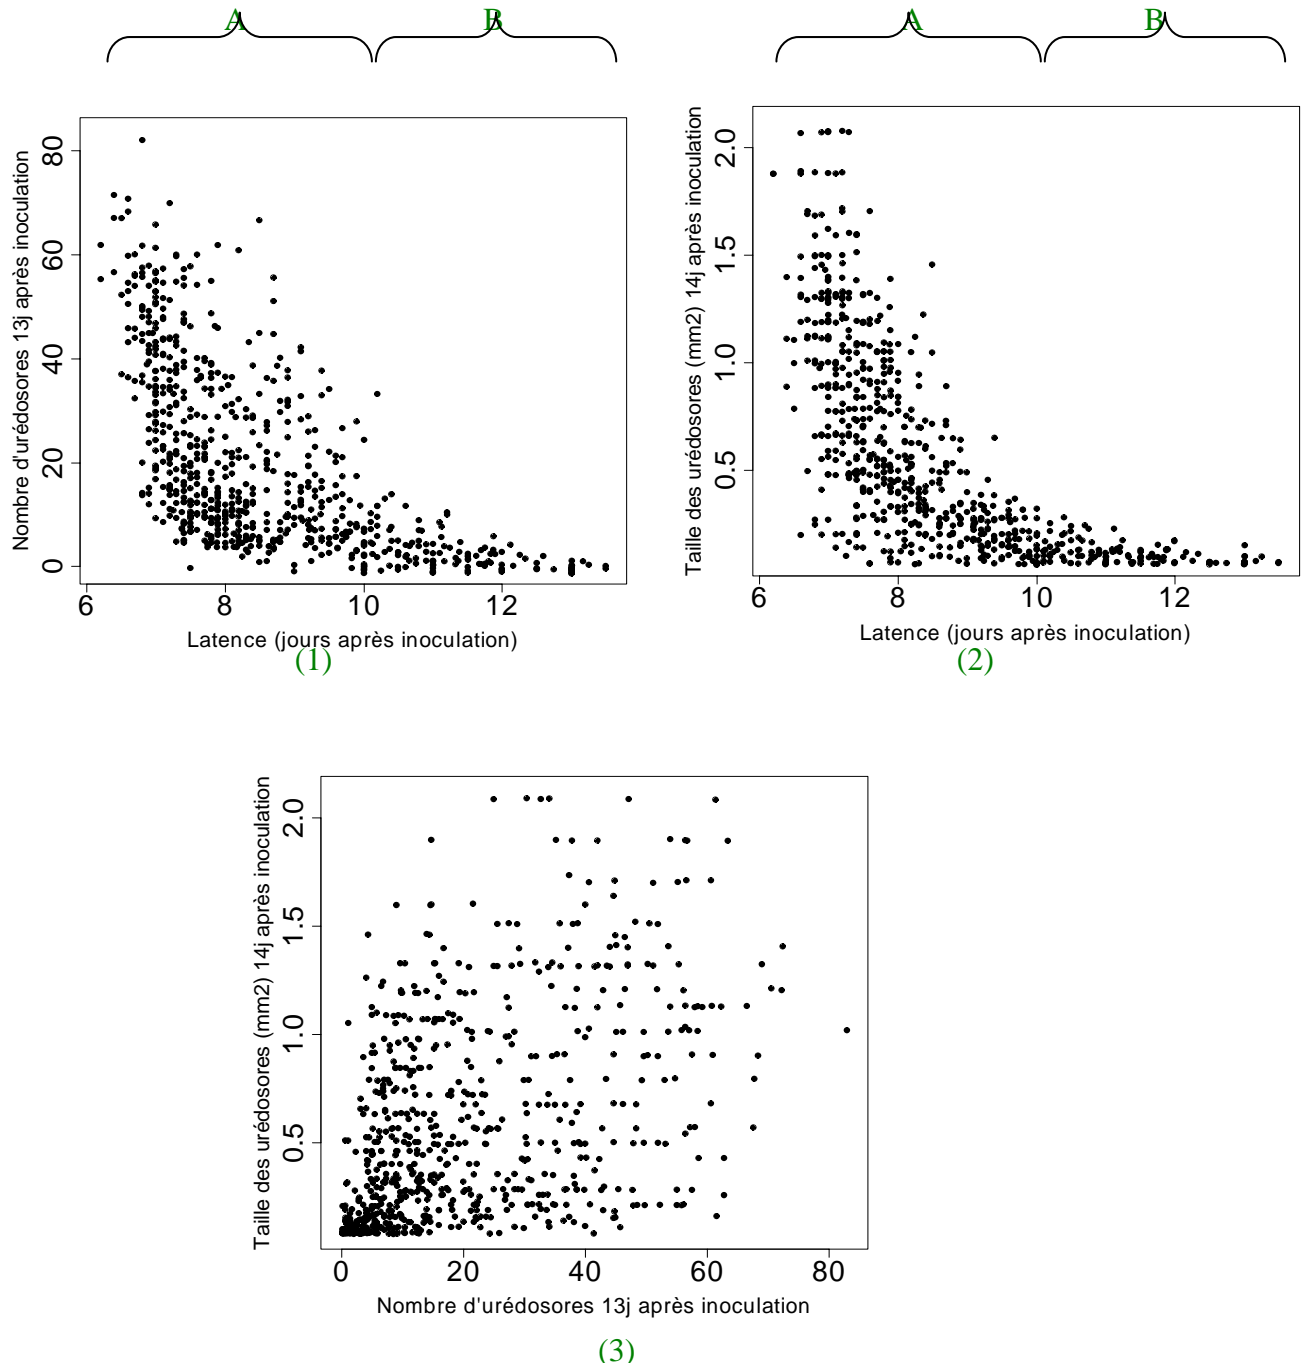 A B
A B
Nombre d'urédosores 13j après inoculation
80
60
40
20
0
6 8 10 12
Latence (jours après inoculation)
(1)
Taille des urédosores (mm2) 14j après inoculation
2.0
1.5
1.0
0.5
6 8 10 12
Latence (jours après inoculation)
(2)
Taille des urédosores (mm2) 14j après inoculation
2.0
1.5
1.0
0.5
0 20 40 60 80
Nombre d'urédosores 13j après inoculation
(3)